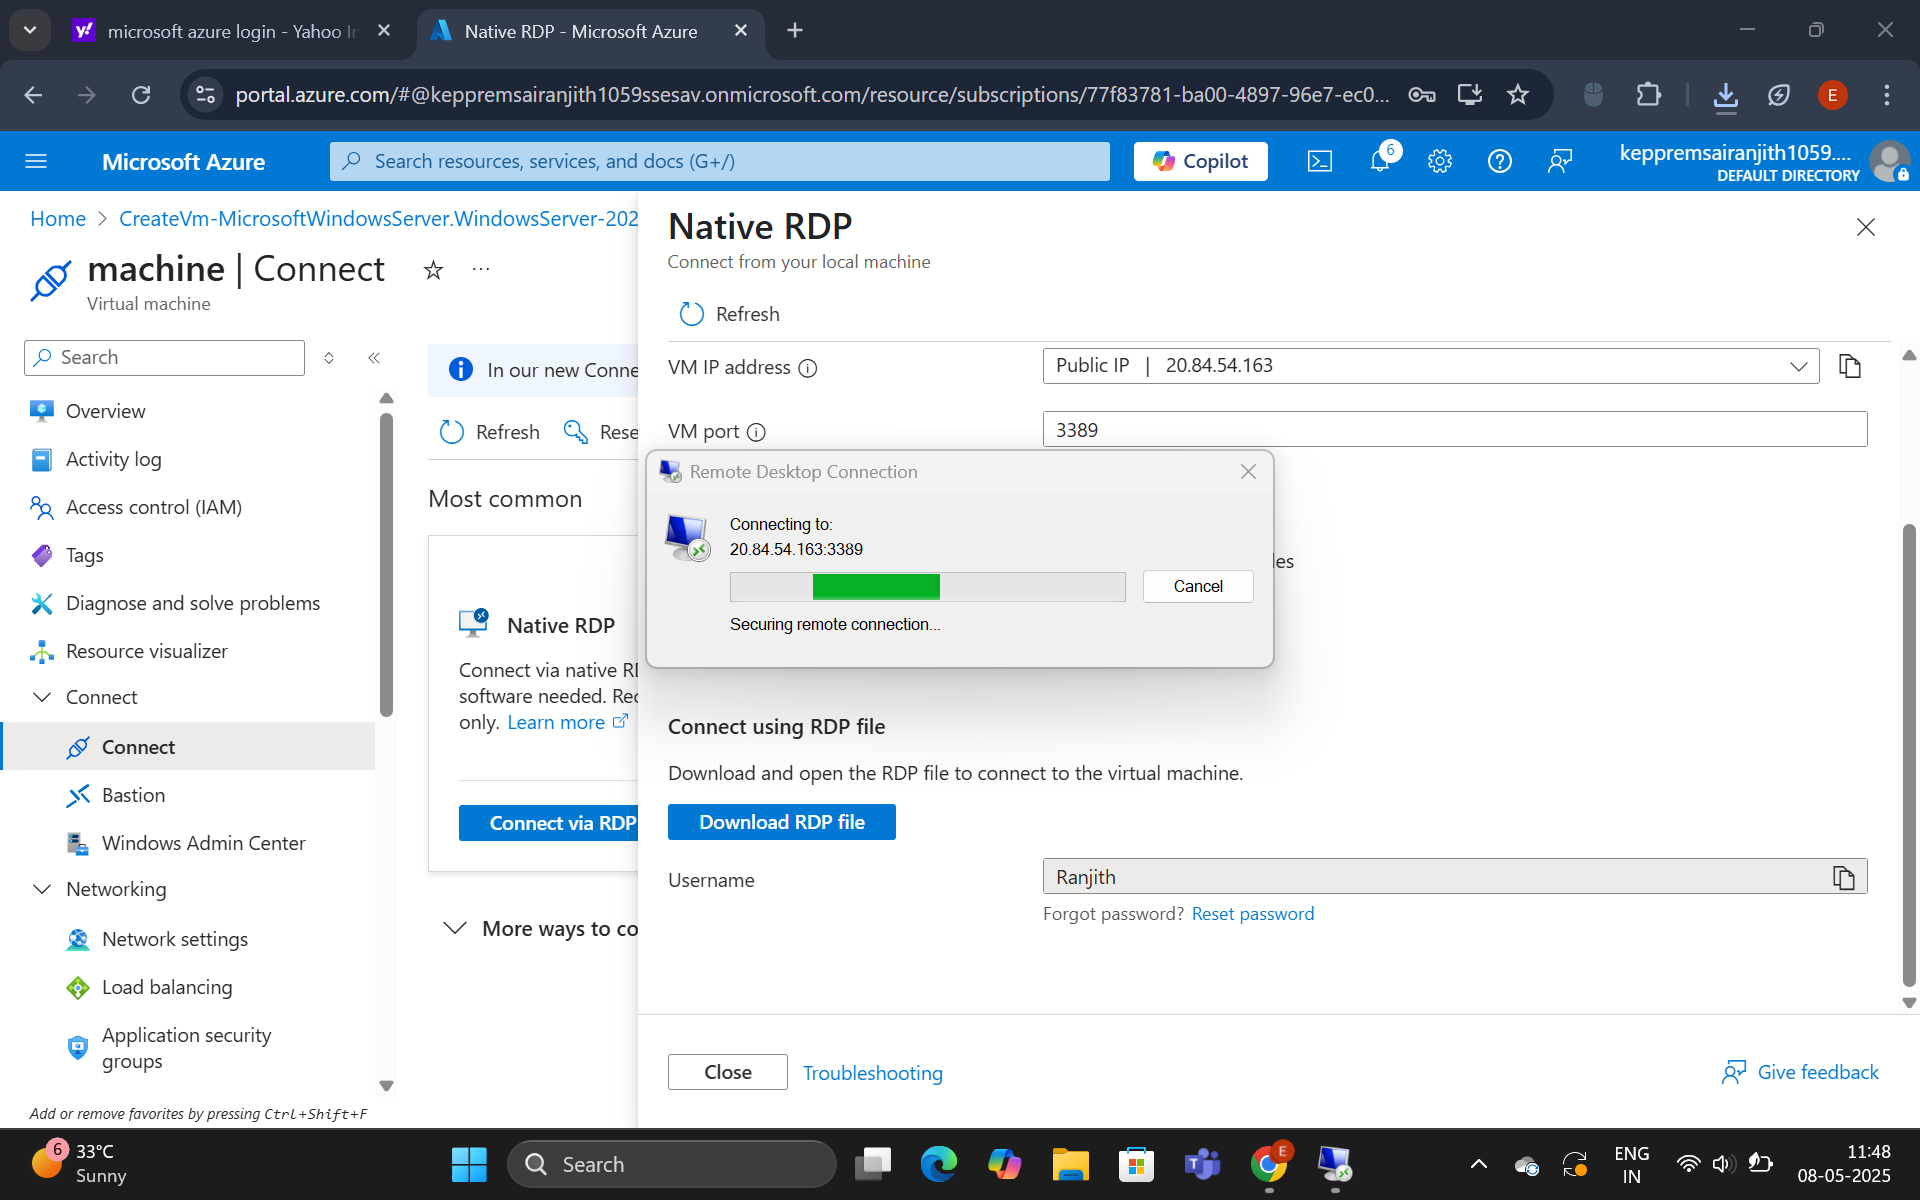 microsoft azure login - Yahoo
Native RDP - Microsoft Azure
portal.azure.com/#@keppremsairanjith1059ssesav.onmicrosoft.com/resource/subscriptions/77f83781-ba00-4897-96e7-ec0...
E
Microsoft Azure
Search resources, services, and docs (G+/)
Copilot
6
keppremsairanjith1059....
DEFAULT DIRECTORY
Home > CreateVm-MicrosoftWindowsServer.WindowsServer-202
machine | Connect
...
Virtual machine
Search
Overview
Activity log
Access control (IAM)
Tags
Diagnose and solve problems
Resource visualizer
Connect
Connect
Bastion
Windows Admin Center
Networking
Network settings
Load balancing
Application security
groups
Add or remove favorites by pressing Ctrl+Shift+F
In our new Conne
Refresh
Rese
Most common
Native RDP
Connect via native RD
software needed. Rec
only. Learn more
Connect via RDP
More ways to co
Native RDP
Connect from your local machine
Refresh
VM IP address
Public IP | 20.84.54.163
VM port
3389
Remote Desktop Connection
Connecting to:
20.84.54.163:3389
Cancel
Securing remote connection...
les
Connect using RDP file
Download and open the RDP file to connect to the virtual machine.
Download RDP file
Username
Ranjith
Forgot password? Reset password
Close
Troubleshooting
Give feedback
6
33°C
Sunny
Search
E
ENG
IN
11:48
08-05-2025